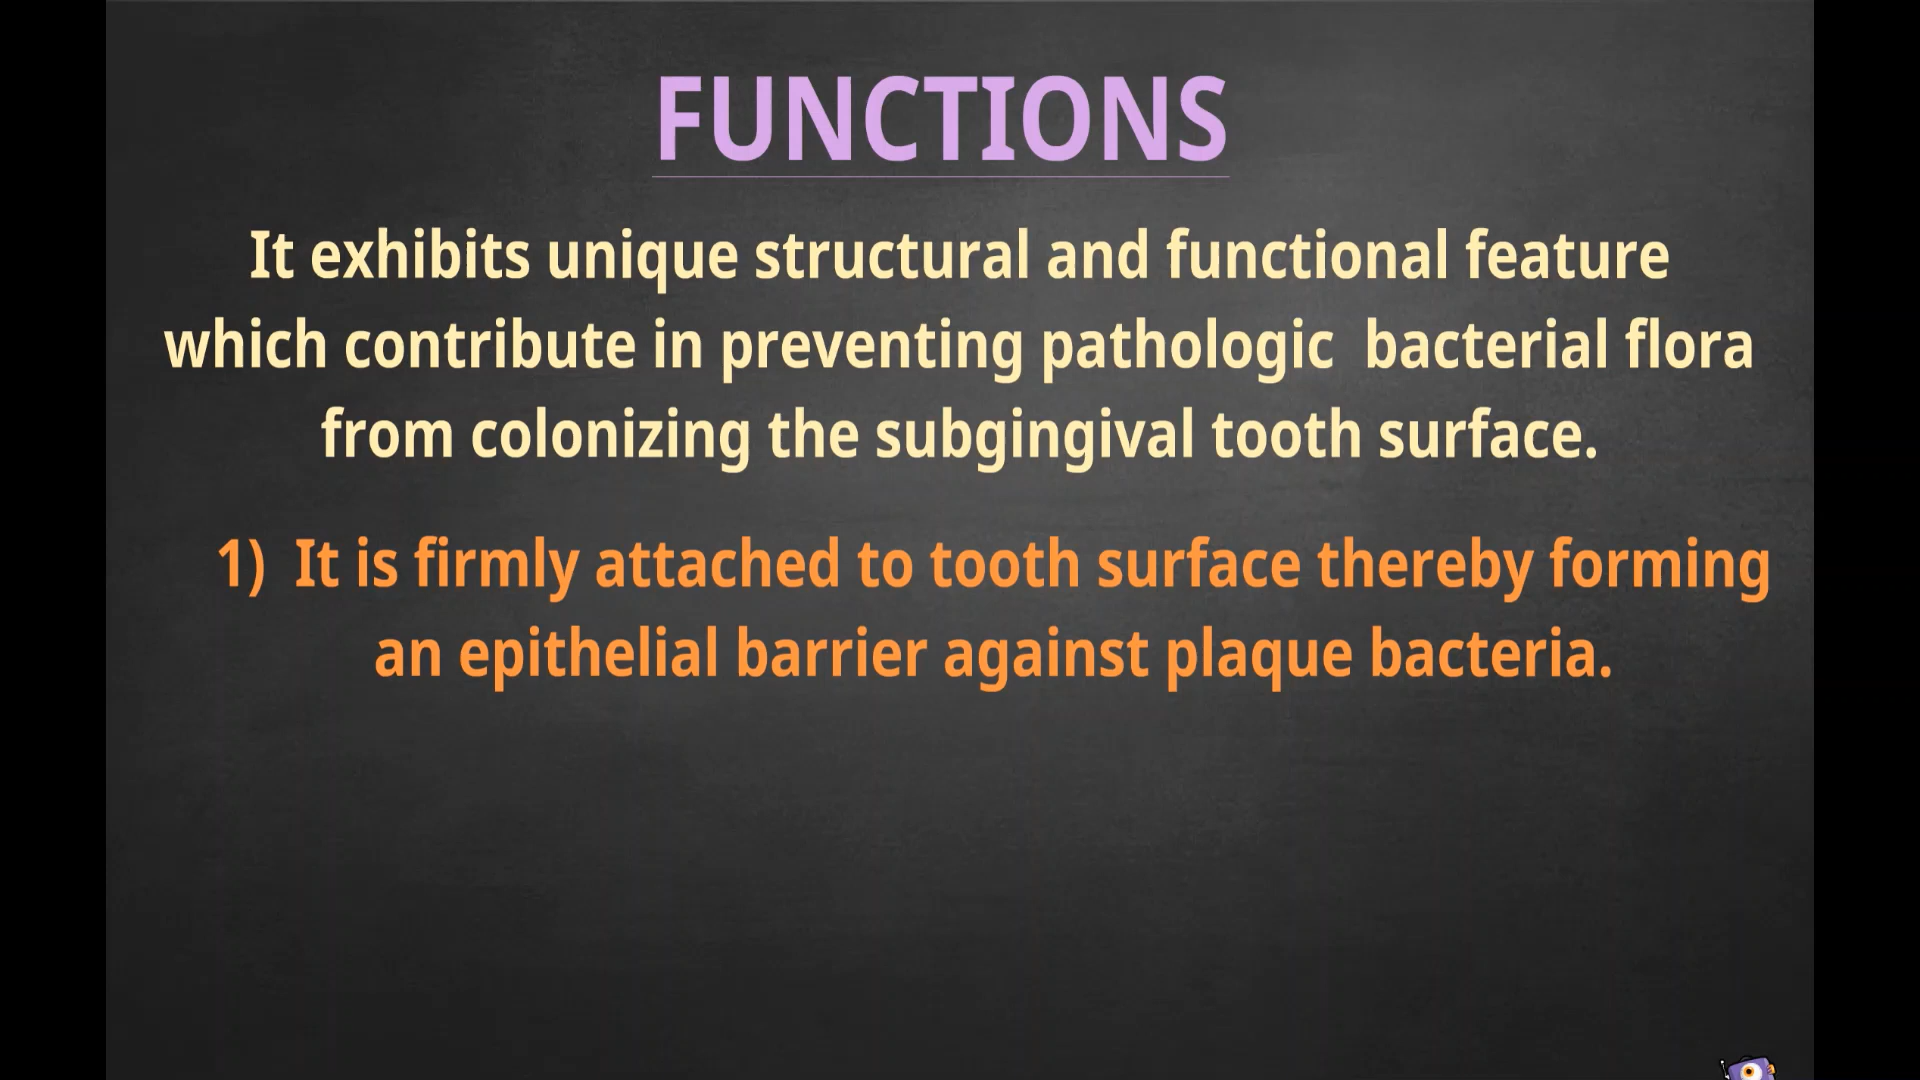 FUNCTIONS
It exhibits unique structural and functional feature
which contribute in preventing pathologic  bacterial flora
from colonizing the subgingival tooth surface.
1)  It is firmly attached to tooth surface thereby forming
an epithelial barrier against plaque bacteria.